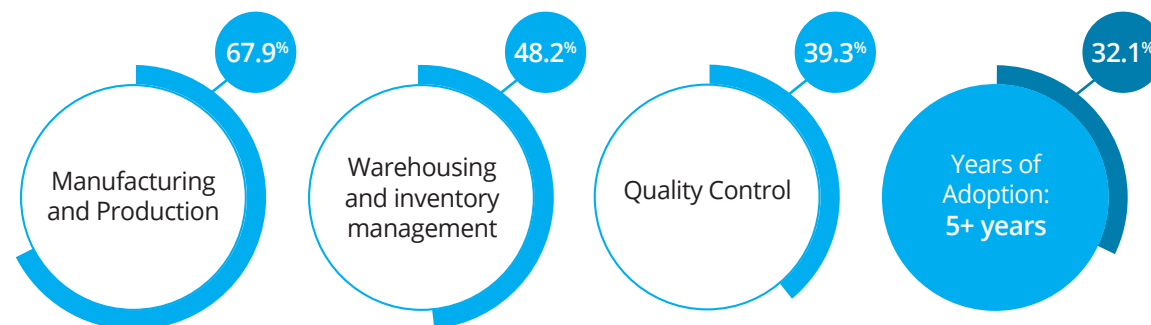 67.9%
Manufacturing
and Production
48.2%
Warehousing
and inventory
management
39.3%
Quality Control
32.1%
Years of
Adoption:
5+ years